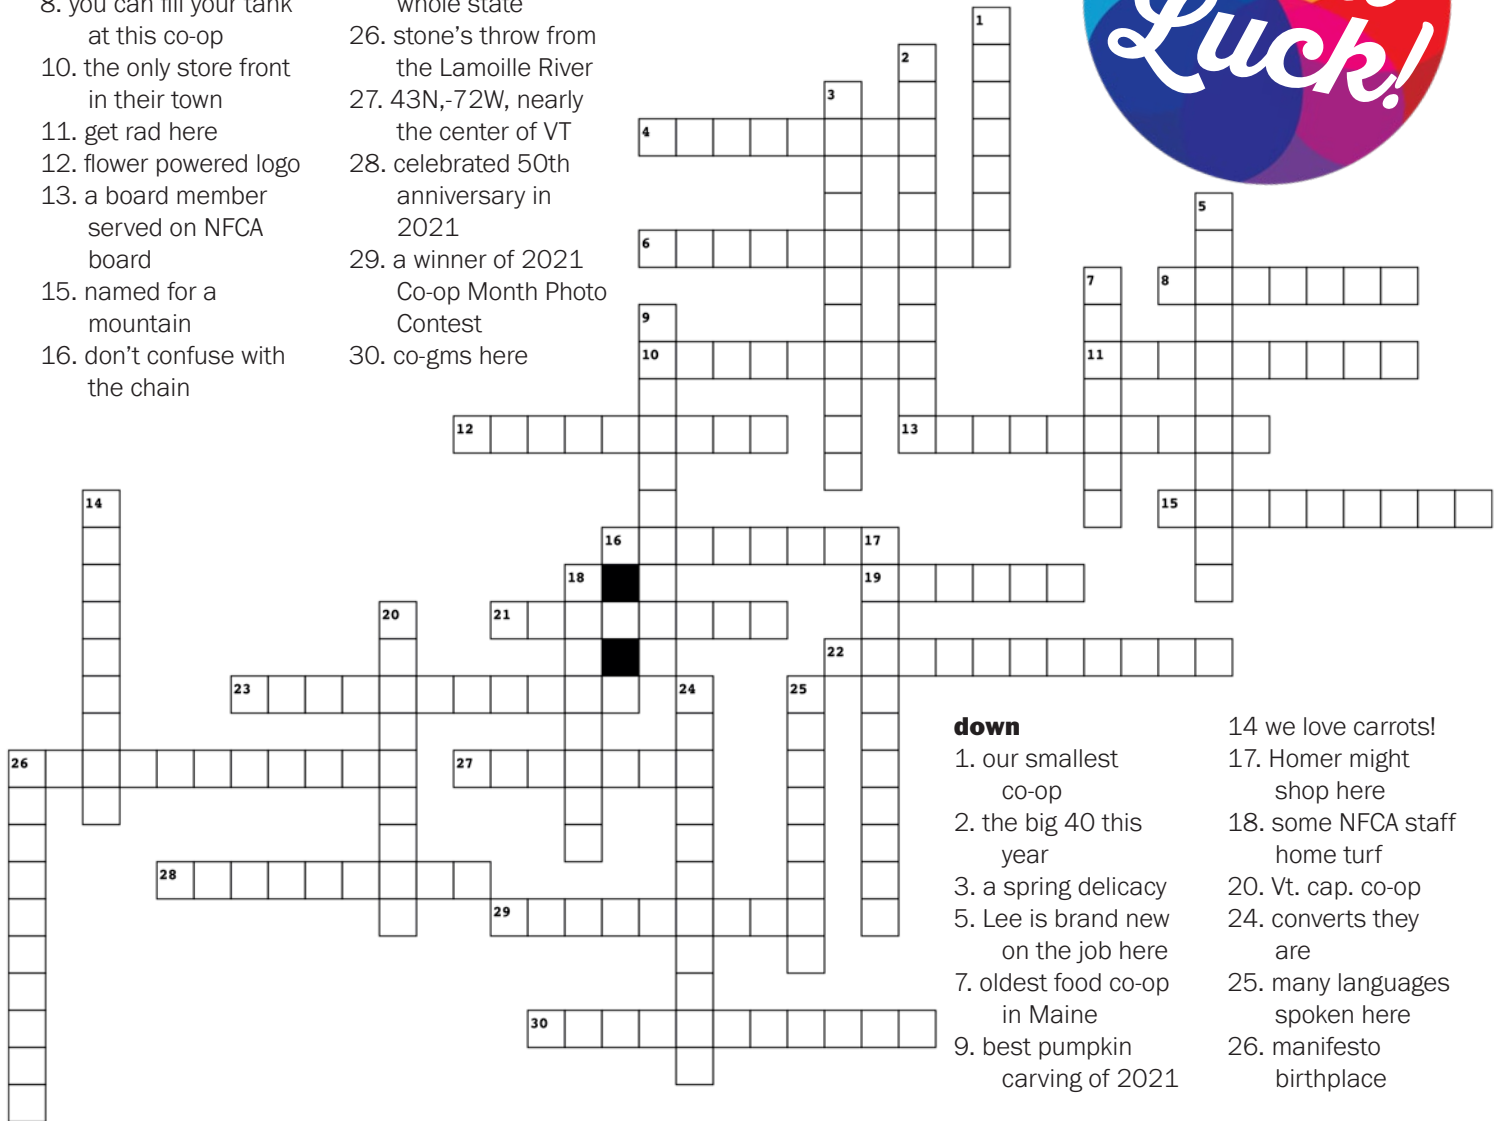 8. you can fill your tank
at this co-op
10. the only store front
in their town
11. get rad here
12. flower powered logo
13. a board member
served on NFCA
board
15. named for a
mountain
16. don't confuse with
the chain
whole state
26. stone's throw from
the Lamoille River
27. 43N,-72W, nearly
the center of VT
28. celebrated 50th
anniversary in
2021
29. a winner of 2021
Co-op Month Photo
Contest
30. co-gms here
Luck!
1
2
3
4
5
6
7
8
9
10
11
12
13
14
15
16
17
18
19
20
21
22
23
24
25
26
27
28
29
30
down
1. our smallest
co-op
2. the big 40 this
year
3. a spring delicacy
5. Lee is brand new
on the job here
7. oldest food co-op
in Maine
9. best pumpkin
carving of 2021
14 we love carrots!
17. Homer might
shop here
18. some NFCA staff
home turf
20. Vt. cap. co-op
24. converts they
are
25. many languages
spoken here
26. manifesto
birthplace